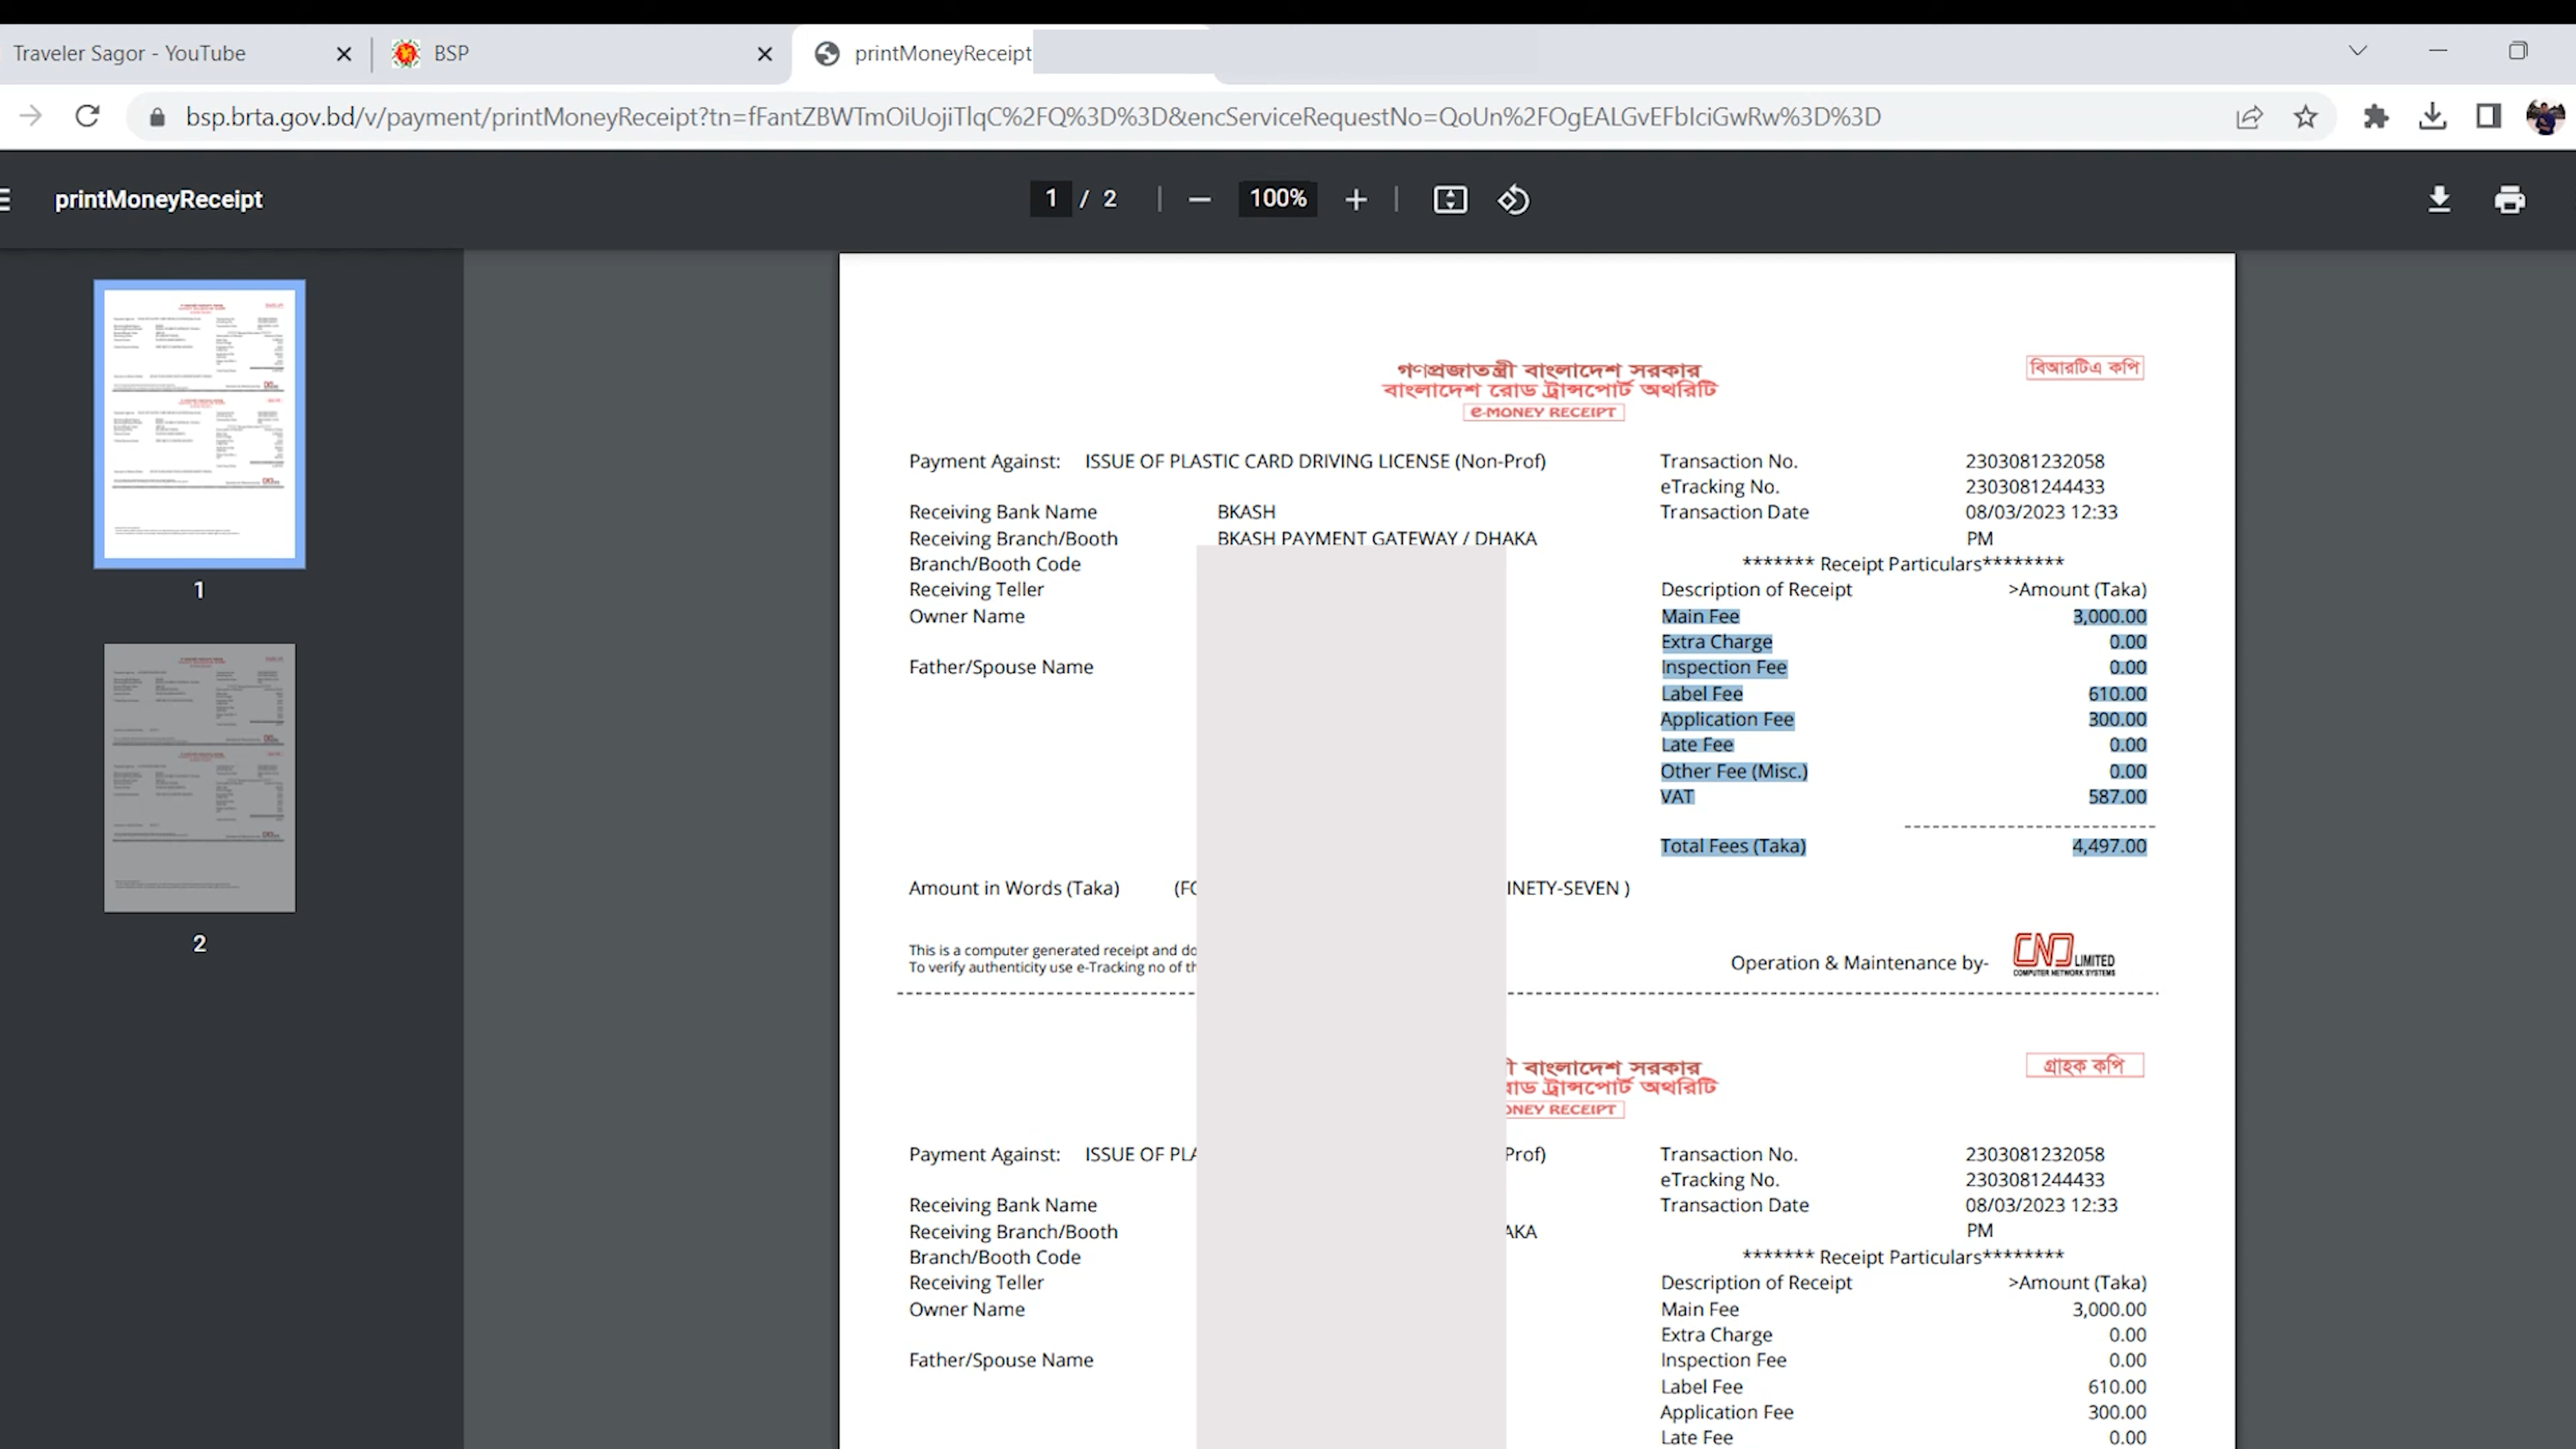 Traveler Sagor - YouTube
BSP
printMoneyReceipt
bsp.brta.gov.bd/v/payment/printMoneyReceipt?tn=fFantZBWTmOiUojiTlqC%2FQ%3D%3D&encServiceRequestNo=QoUn%2FOgEALGvEFbIciGwRw%3D%3D
printMoneyReceipt
1 / 2
100%
1
2
গণপ্রজাতন্ত্রী বাংলাদেশ সরকার
বাংলাদেশ রোড ট্রান্সপোর্ট অথরিটি
e-MONEY RECEIPT
বিআরটিএ কপি
Payment Against: ISSUE OF PLASTIC CARD DRIVING LICENSE (Non-Prof)
Receiving Bank Name BKASH
Receiving Branch/Booth BKASH PAYMENT GATEWAY / DHAKA
Branch/Booth Code
Receiving Teller
Owner Name
Father/Spouse Name
Transaction No. 2303081232058
eTracking No. 2303081244433
Transaction Date 08/03/2023 12:33
PM
******* Receipt Particulars********
Description of Receipt >Amount (Taka)
Main Fee 3,000.00
Extra Charge 0.00
Inspection Fee 0.00
Label Fee 610.00
Application Fee 300.00
Late Fee 0.00
Other Fee (Misc.) 0.00
VAT 587.00
Total Fees (Taka) 4,497.00
Amount in Words (Taka) (FO INETY-SEVEN )
This is a computer generated receipt and do
To verify authenticity use e-Tracking no of th
Operation & Maintenance by-
CNS LIMITED
COMPUTER NETWORK SYSTEMS
ী বাংলাদেশ সরকার
রোড ট্রান্সপোর্ট অথরিটি
ONEY RECEIPT
গ্রাহক কপি
Payment Against: ISSUE OF PLA Prof)
Receiving Bank Name
Receiving Branch/Booth AKA
Branch/Booth Code
Receiving Teller
Owner Name
Father/Spouse Name
Transaction No. 2303081232058
eTracking No. 2303081244433
Transaction Date 08/03/2023 12:33
PM
******* Receipt Particulars********
Description of Receipt >Amount (Taka)
Main Fee 3,000.00
Extra Charge 0.00
Inspection Fee 0.00
Label Fee 610.00
Application Fee 300.00
Late Fee 0.00